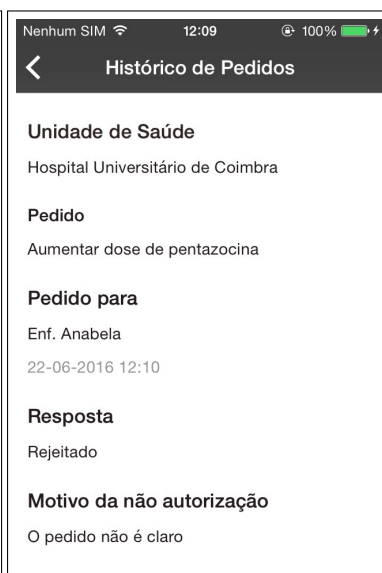 Nenhum SIM 12:09 100%
Histórico de Pedidos
Unidade de Saúde
Hospital Universitário de Coimbra
Pedido
Aumentar dose de pentazocina
Pedido para
Enf. Anabela
22-06-2016 12:10
Resposta
Rejeitado
Motivo da não autorização
O pedido não é claro